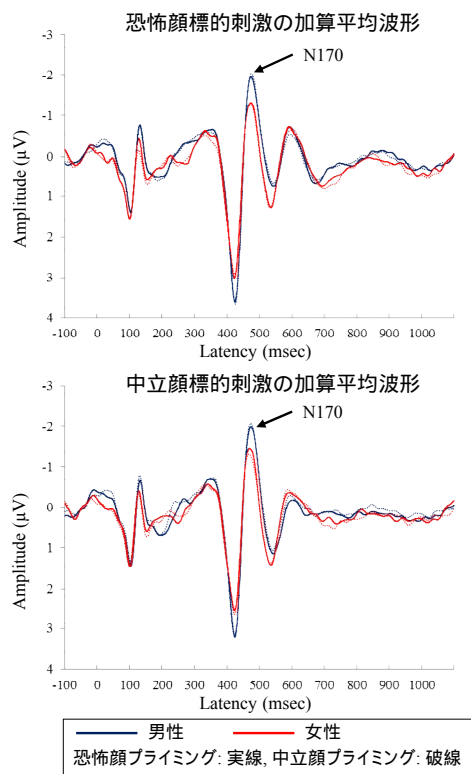 恐怖顔標的刺激の加算平均波形
-3
N170
-2
-1
0
1
2
3
4
Amplitude (μV)
-100 0 100 200 300 400 500 600 700 800 900 1000
Latency (msec)
中立顔標的刺激の加算平均波形
-3
N170
-2
-1
0
1
2
3
4
Amplitude (μV)
-100 0 100 200 300 400 500 600 700 800 900 1000
Latency (msec)
男性 女性
恐怖顔プライミング: 実線, 中立顔プライミング: 破線